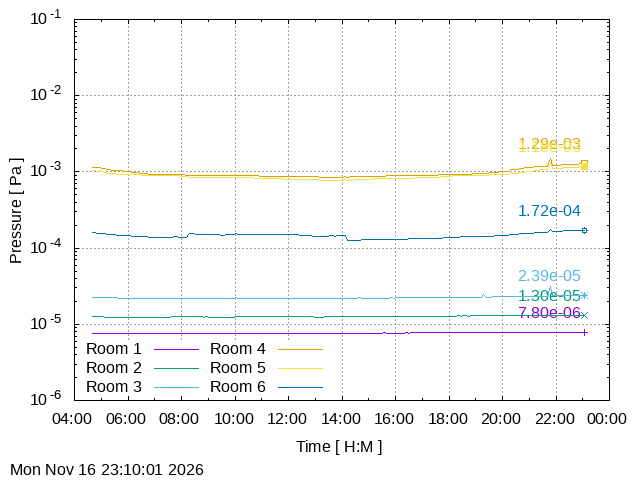 10^-1
10^-2
10^-3
10^-4
10^-5
10^-6
Pressure [ Pa ]
1.29e-03
1.72e-04
2.39e-05
1.30e-05
7.80e-06
Room 1 Room 4
Room 2 Room 5
Room 3 Room 6
04:00 06:00 08:00 10:00 12:00 14:00 16:00 18:00 20:00 22:00 00:00
Time [ H:M ]
Mon Nov 16 23:10:01 2026